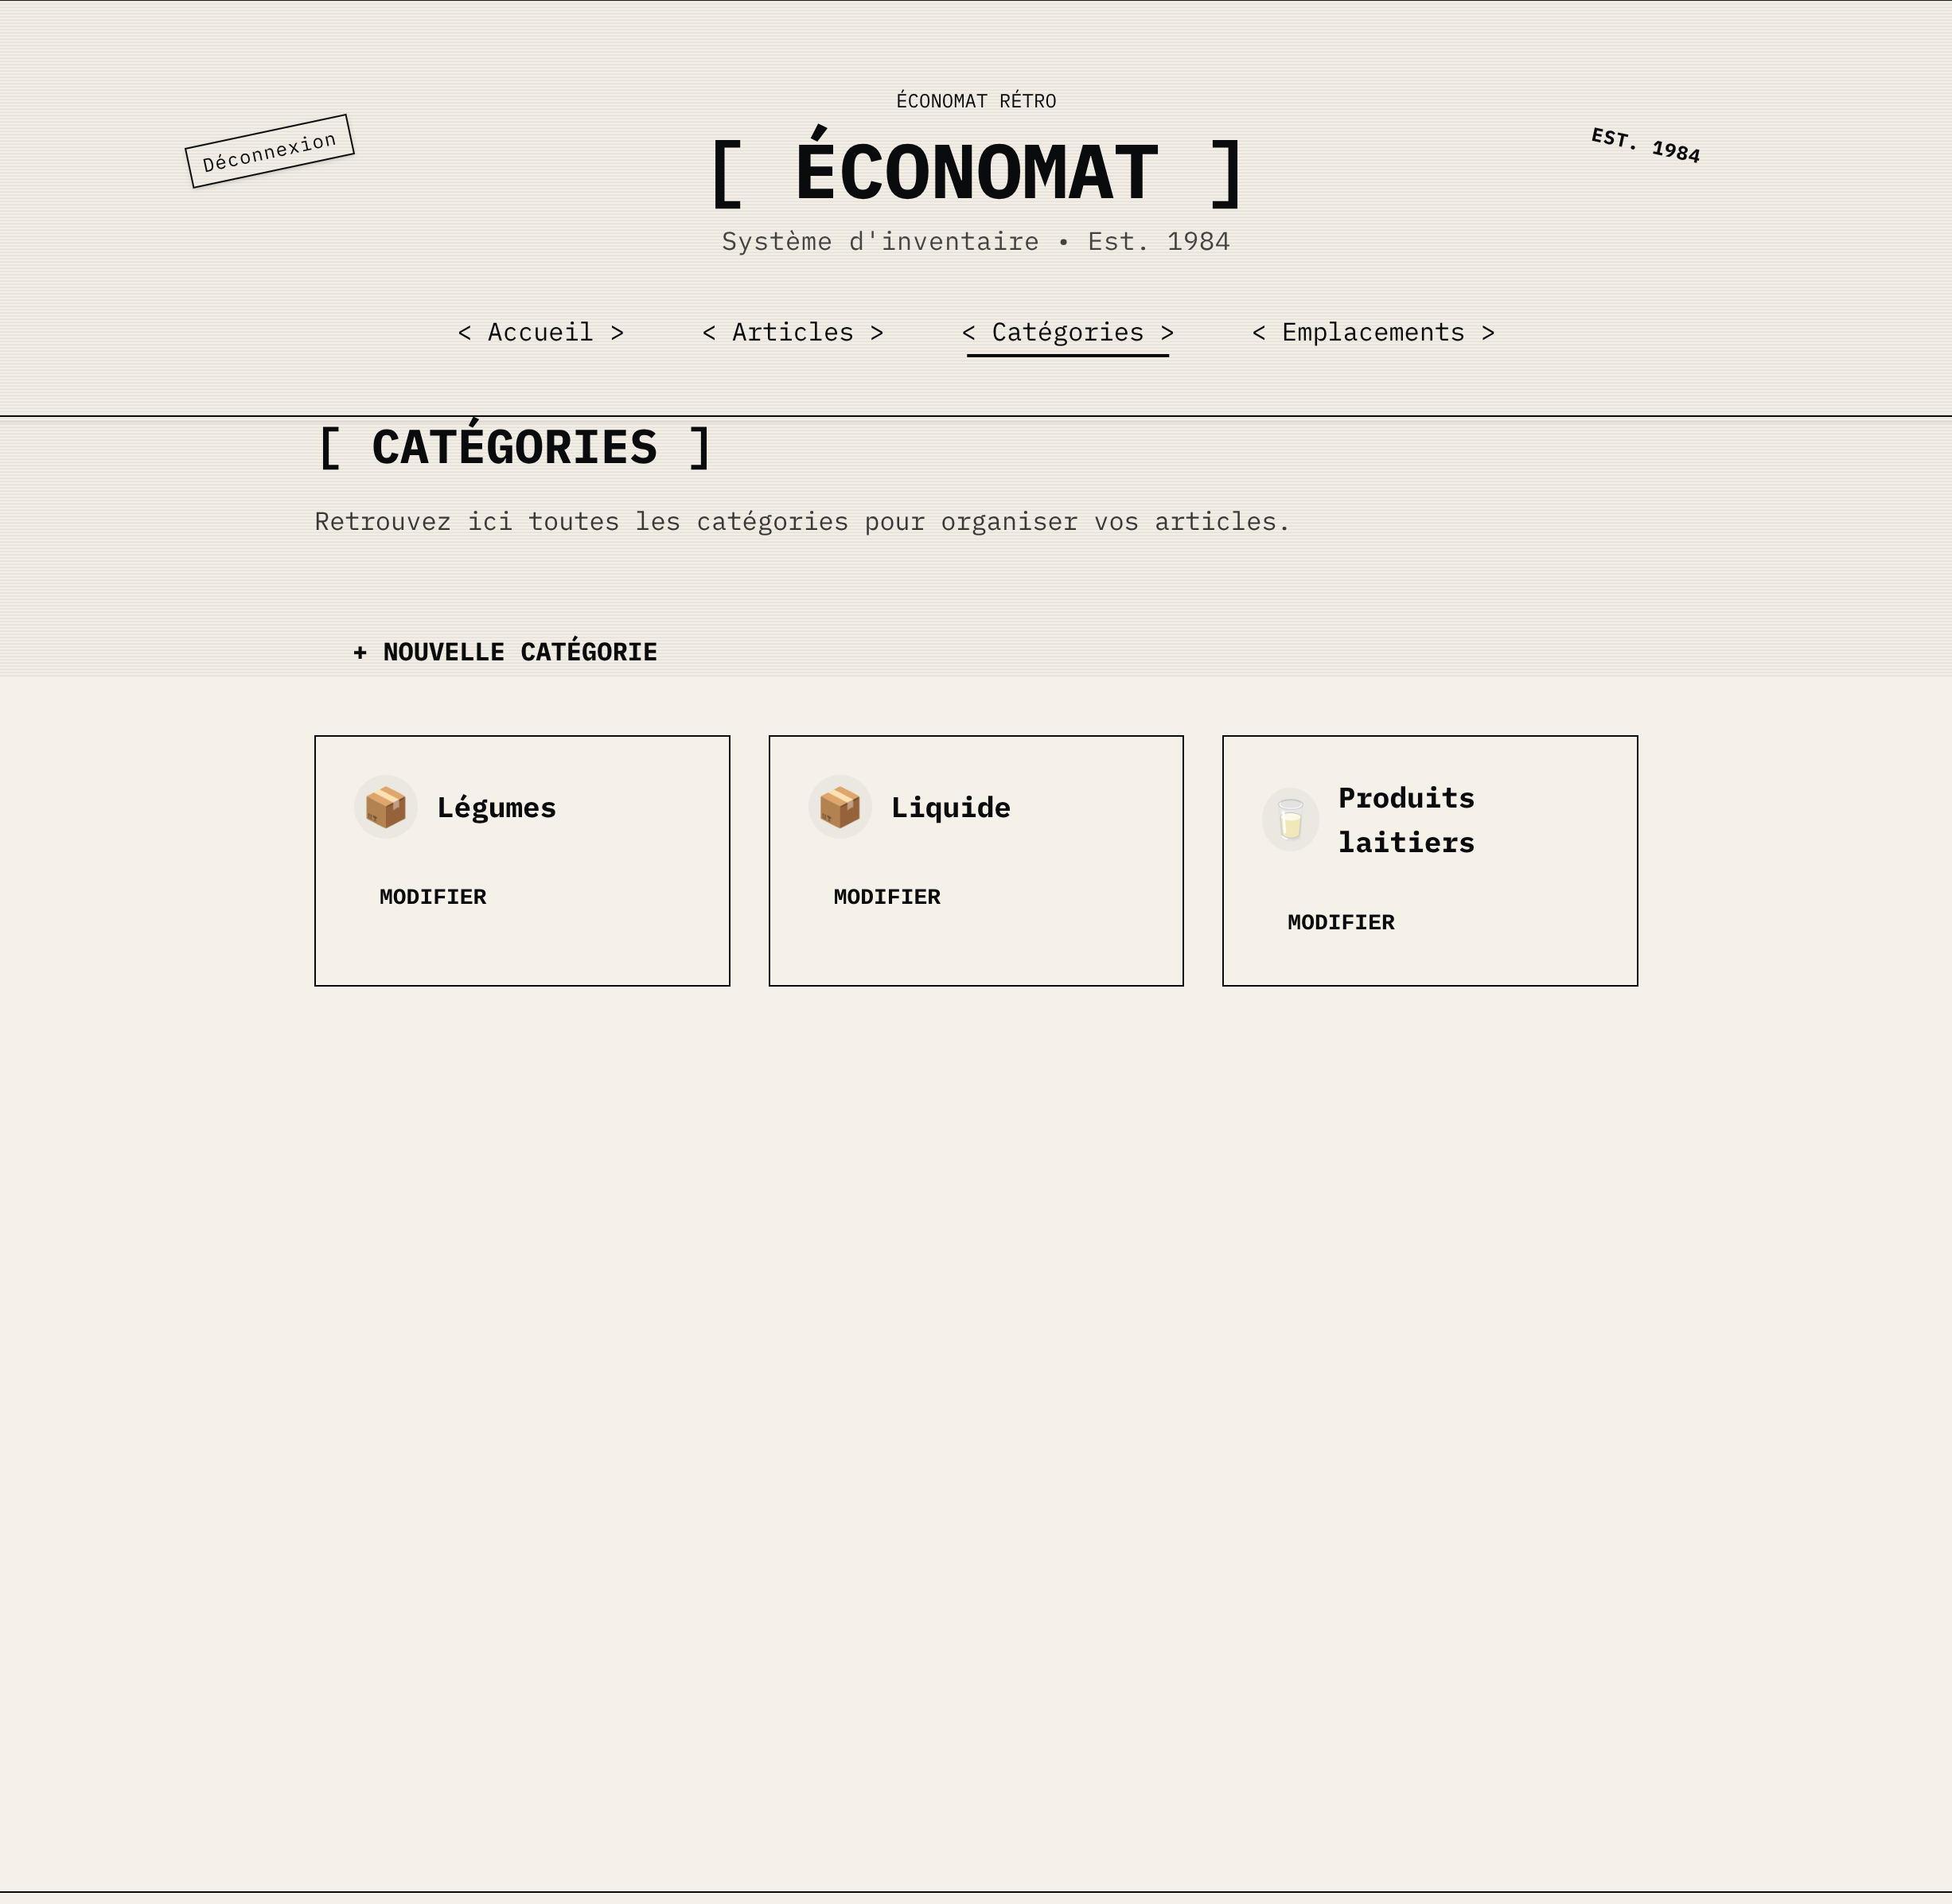 ÉCONOMAT RÉTRO
Déconnexion
EST. 1984
[ ÉCONOMAT ]
Système d'inventaire • Est. 1984
< Accueil >
< Articles >
< Catégories >
< Emplacements >
[ CATÉGORIES ]
Retrouvez ici toutes les catégories pour organiser vos articles.
+ NOUVELLE CATÉGORIE
Légumes
MODIFIER
Liquide
MODIFIER
Produits
laitiers
MODIFIER